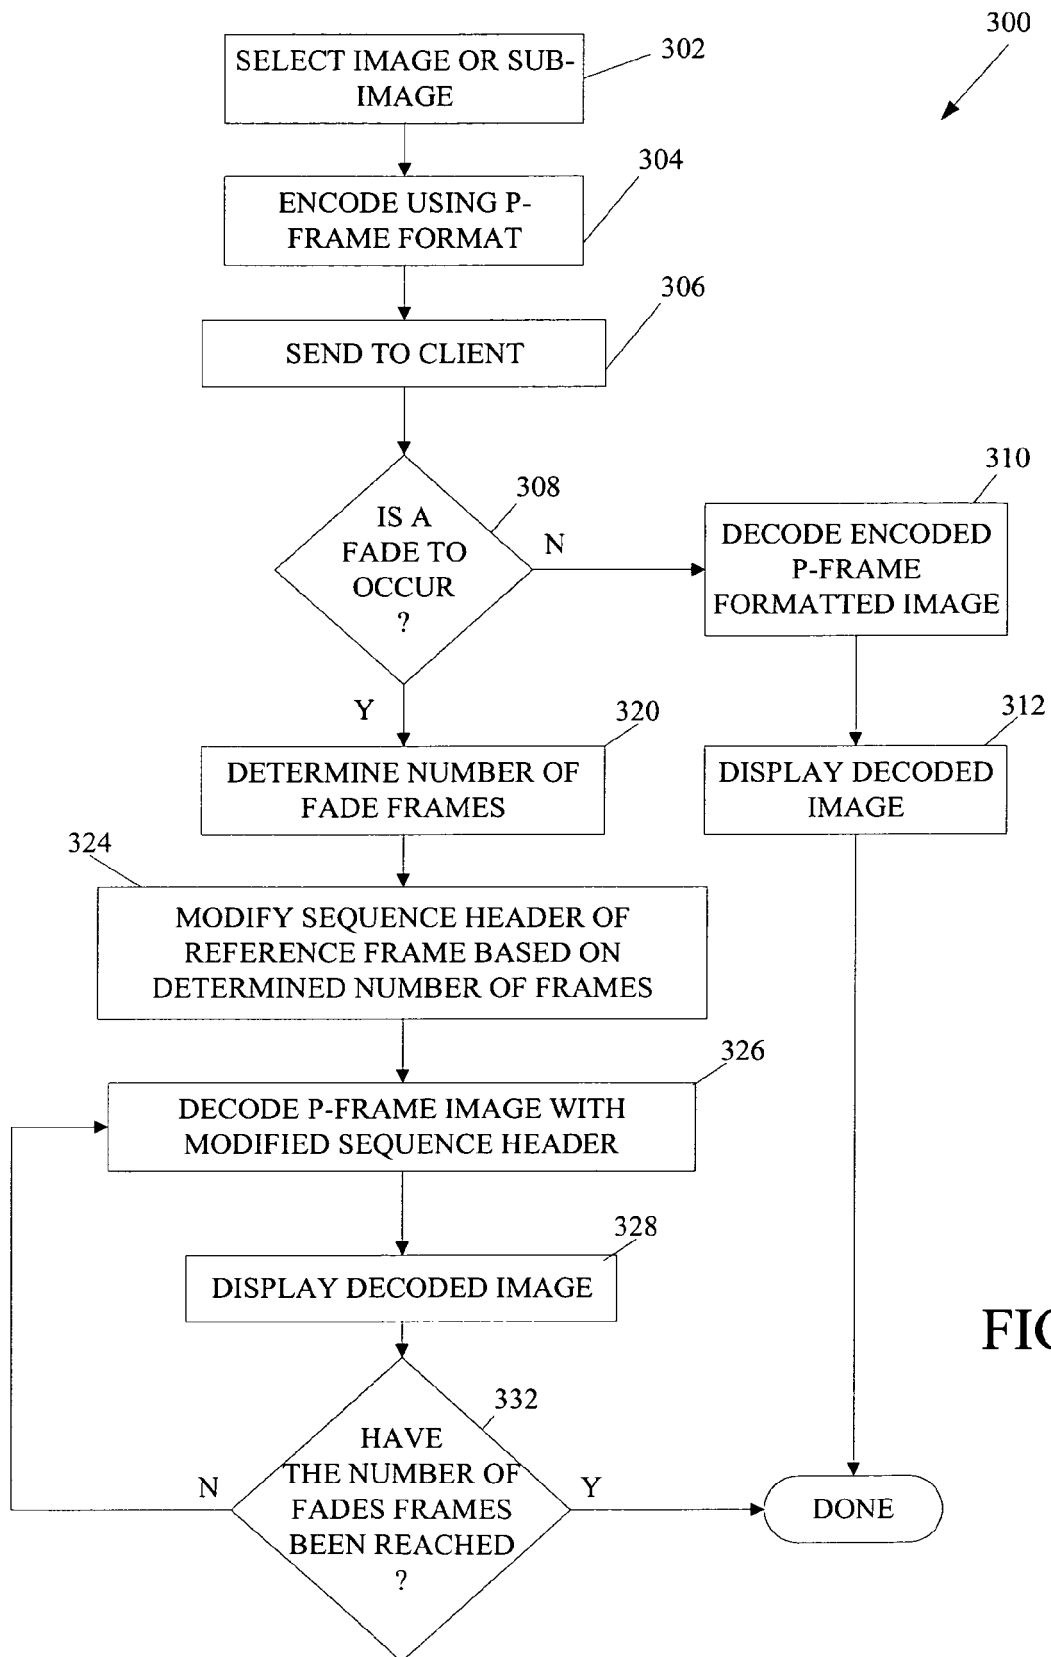 300
SELECT IMAGE OR SUB-
IMAGE
302
ENCODE USING P-
FRAME FORMAT
304
SEND TO CLIENT
306
IS A
FADE TO
OCCUR
?
308
N
Y
DECODE ENCODED
P-FRAME
FORMATTED IMAGE
310
DISPLAY DECODED
IMAGE
312
DETERMINE NUMBER OF
FADE FRAMES
320
MODIFY SEQUENCE HEADER OF
REFERENCE FRAME BASED ON
DETERMINED NUMBER OF FRAMES
324
DECODE P-FRAME IMAGE WITH
MODIFIED SEQUENCE HEADER
326
DISPLAY DECODED IMAGE
328
HAVE
THE NUMBER OF
FADES FRAMES
BEEN REACHED
?
332
N
Y
DONE